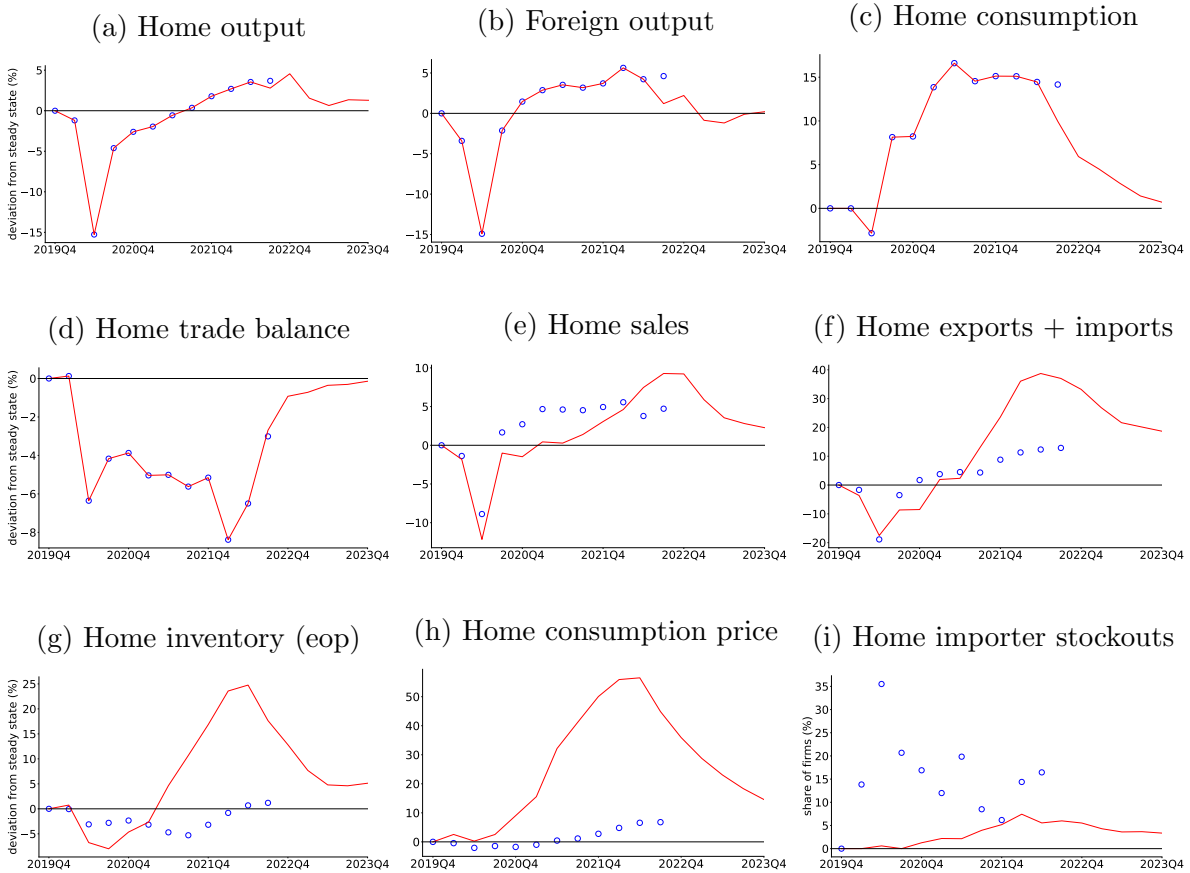 (a) Home output
(b) Foreign output
(c) Home consumption
deviation from steady state (%)
5
0
−5
−10
−15
2019Q4
2020Q4
2021Q4
2022Q4
2023Q4
5
0
−5
−10
−15
2019Q4
2020Q4
2021Q4
2022Q4
2023Q4
15
10
5
0
2019Q4
2020Q4
2021Q4
2022Q4
2023Q4
(d) Home trade balance
(e) Home sales
(f) Home exports + imports
deviation from steady state (%)
0
−2
−4
−6
−8
2019Q4
2020Q4
2021Q4
2022Q4
2023Q4
10
5
0
−5
−10
2019Q4
2020Q4
2021Q4
2022Q4
2023Q4
40
30
20
10
0
−10
−20
2019Q4
2020Q4
2021Q4
2022Q4
2023Q4
(g) Home inventory (eop)
(h) Home consumption price
(i) Home importer stockouts
deviation from steady state (%)
25
20
15
10
5
0
−5
2019Q4
2020Q4
2021Q4
2022Q4
2023Q4
60
50
40
30
20
10
0
2019Q4
2020Q4
2021Q4
2022Q4
2023Q4
share of firms (%)
35
30
25
20
15
10
5
0
2019Q4
2020Q4
2021Q4
2022Q4
2023Q4